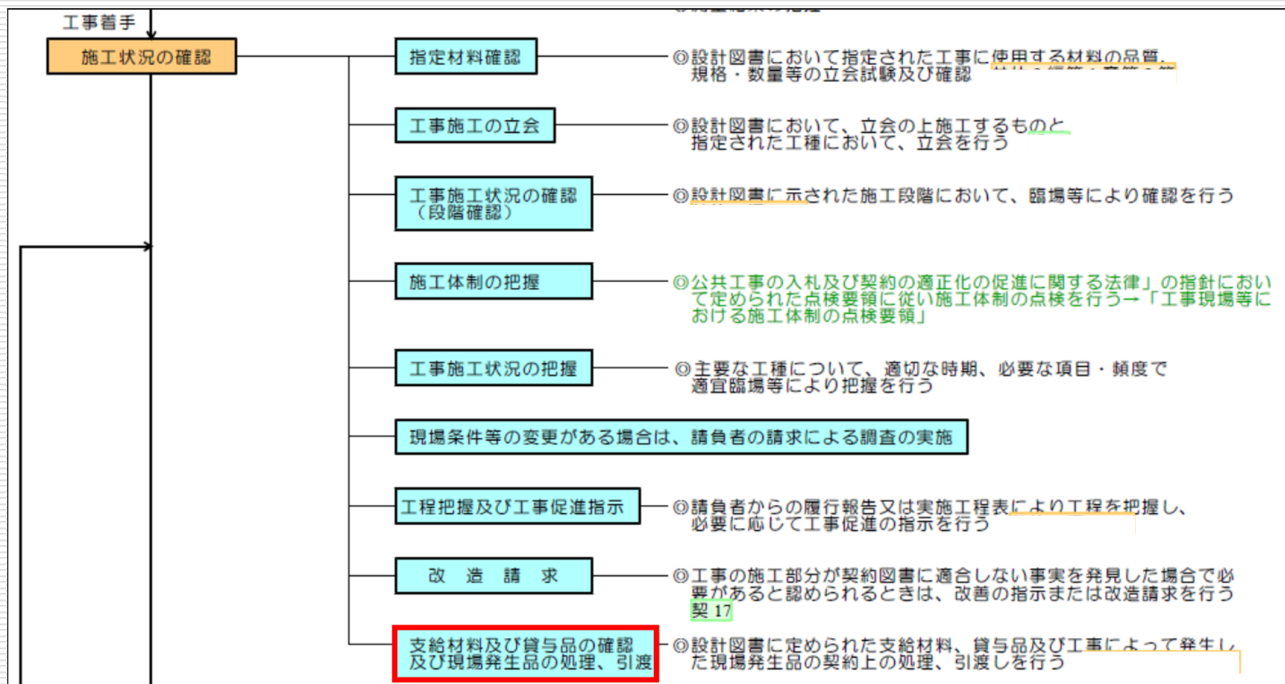 工事着手
施工状況の確認
指定材料確認
◎設計図書において指定された工事に使用する材料の品質、
規格・数量等の立会試験及び確認
工事施工の立会
◎設計図書において、立会の上施工するものと
指定された工種において、立会を行う
工事施工状況の確認
（段階確認）
◎設計図書に示された施工段階において、臨場等により確認を行う
施工体制の把握
◎公共工事の入札及び契約の適正化の促進に関する法律」の指針におい
て定められた点検要領に従い施工体制の点検を行う→「工事現場等に
おける施工体制の点検要領」
工事施工状況の把握
◎主要な工種について、適切な時期、必要な項目・頻度で
適宜臨場等により把握を行う
現場条件等の変更がある場合は、請負者の請求による調査の実施
工程把握及び工事促進指示
◎請負者からの履行報告又は実施工程表により工程を把握し、
必要に応じて工事促進の指示を行う
改 造 請 求
◎工事の施工部分が契約図書に適合しない事実を発見した場合で必
要があると認められるときは、改善の指示または改造請求を行う
契 17
支給材料及び貸与品の確認
及び現場発生品の処理、引渡
◎設計図書に定められた支給材料、貸与品及び工事によって発生し
た現場発生品の契約上の処理、引渡しを行う